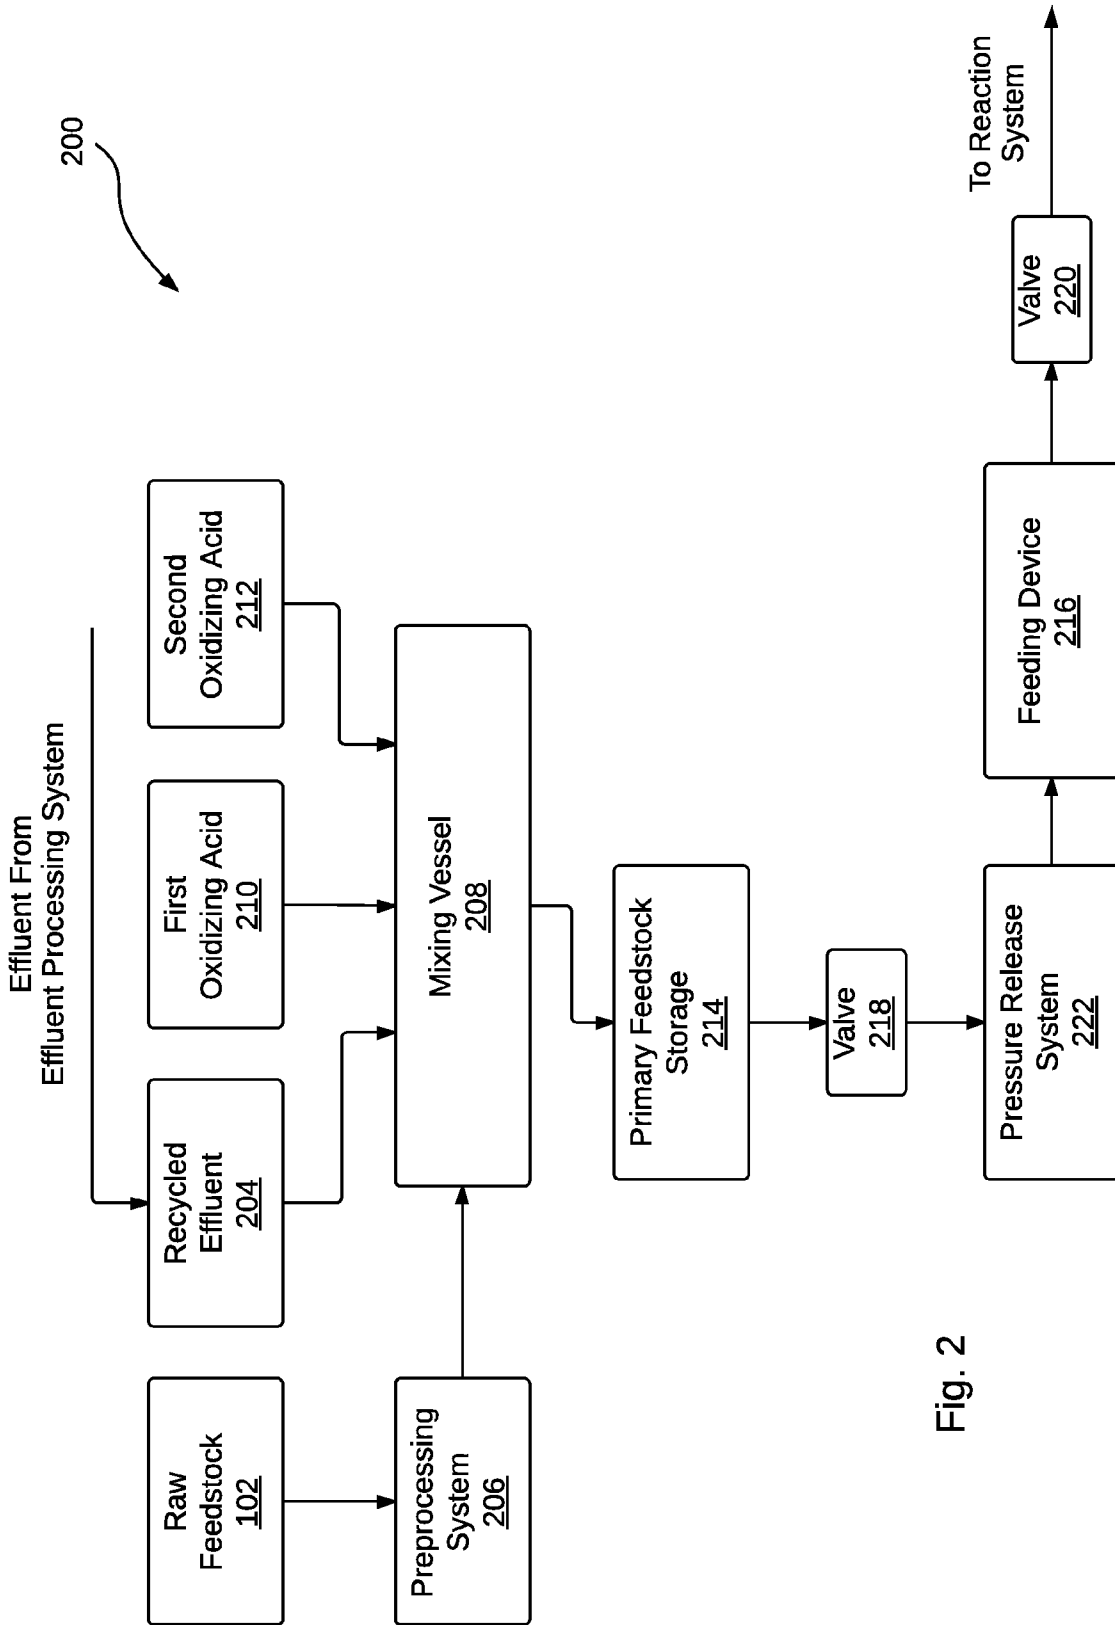 200
Effluent From
Effluent Processing System
Raw
Feedstock
102
Recycled
Effluent
204
First
Oxidizing Acid
210
Second
Oxidizing Acid
212
Preprocessing
System
206
Mixing Vessel
208
Primary Feedstock
Storage
214
Valve
218
Pressure Release
System
222
Feeding Device
216
Valve
220
To Reaction
System
Fig. 2